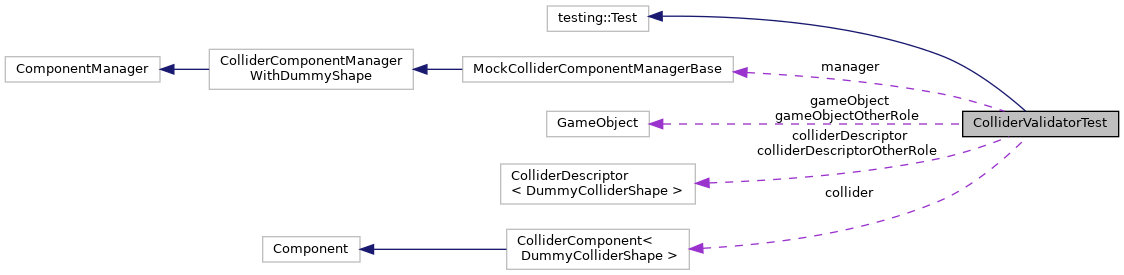 testing::Test
ComponentManager
ColliderComponentManager
WithDummyShape
MockColliderComponentManagerBase
manager
gameObject
gameObjectOtherRole
GameObject
ColliderValidatorTest
colliderDescriptor
colliderDescriptorOtherRole
ColliderDescriptor
< DummyColliderShape >
collider
Component
ColliderComponent<
DummyColliderShape >